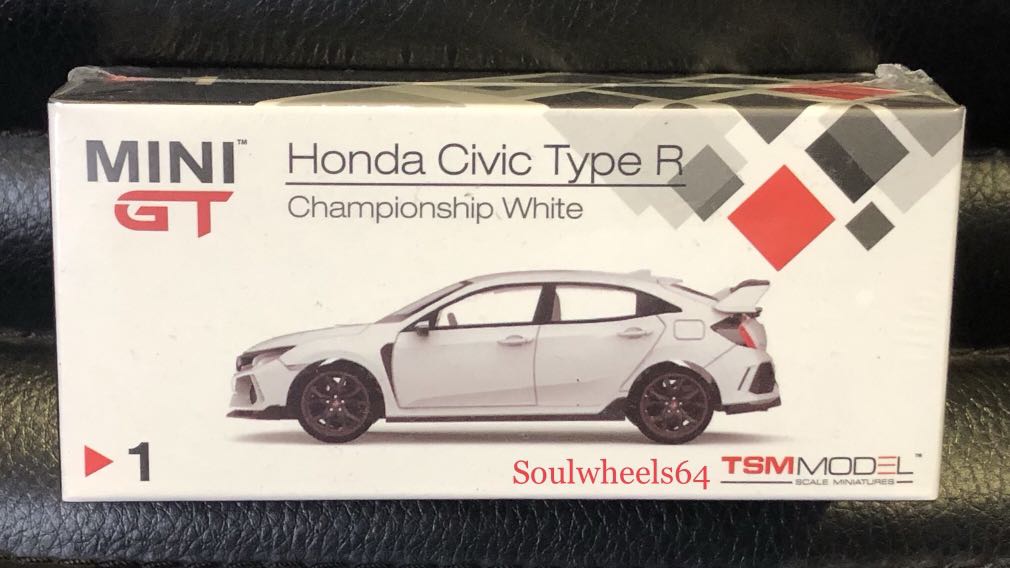 MINI™
GT
Honda Civic Type R
Championship White
1
Soulwheels64
TSMMODEL™
SCALE MINIATURES